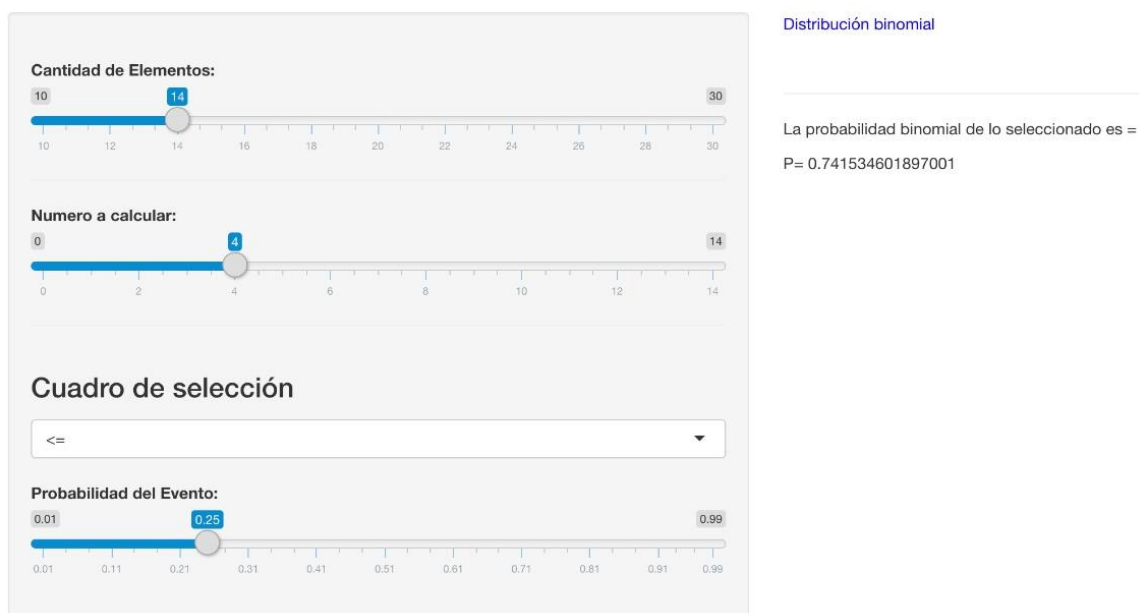 Cantidad de Elementos:
10 14 30
10 12 14 16 18 20 22 24 26 28 30
Numero a calcular:
0 4 14
0 2 4 6 8 10 12 14
Cuadro de selección
<=
Probabilidad del Evento:
0.01 0.25 0.99
0.01 0.11 0.21 0.31 0.41 0.51 0.61 0.71 0.81 0.91 0.99
Distribución binomial
La probabilidad binomial de lo seleccionado es =
P= 0.741534601897001